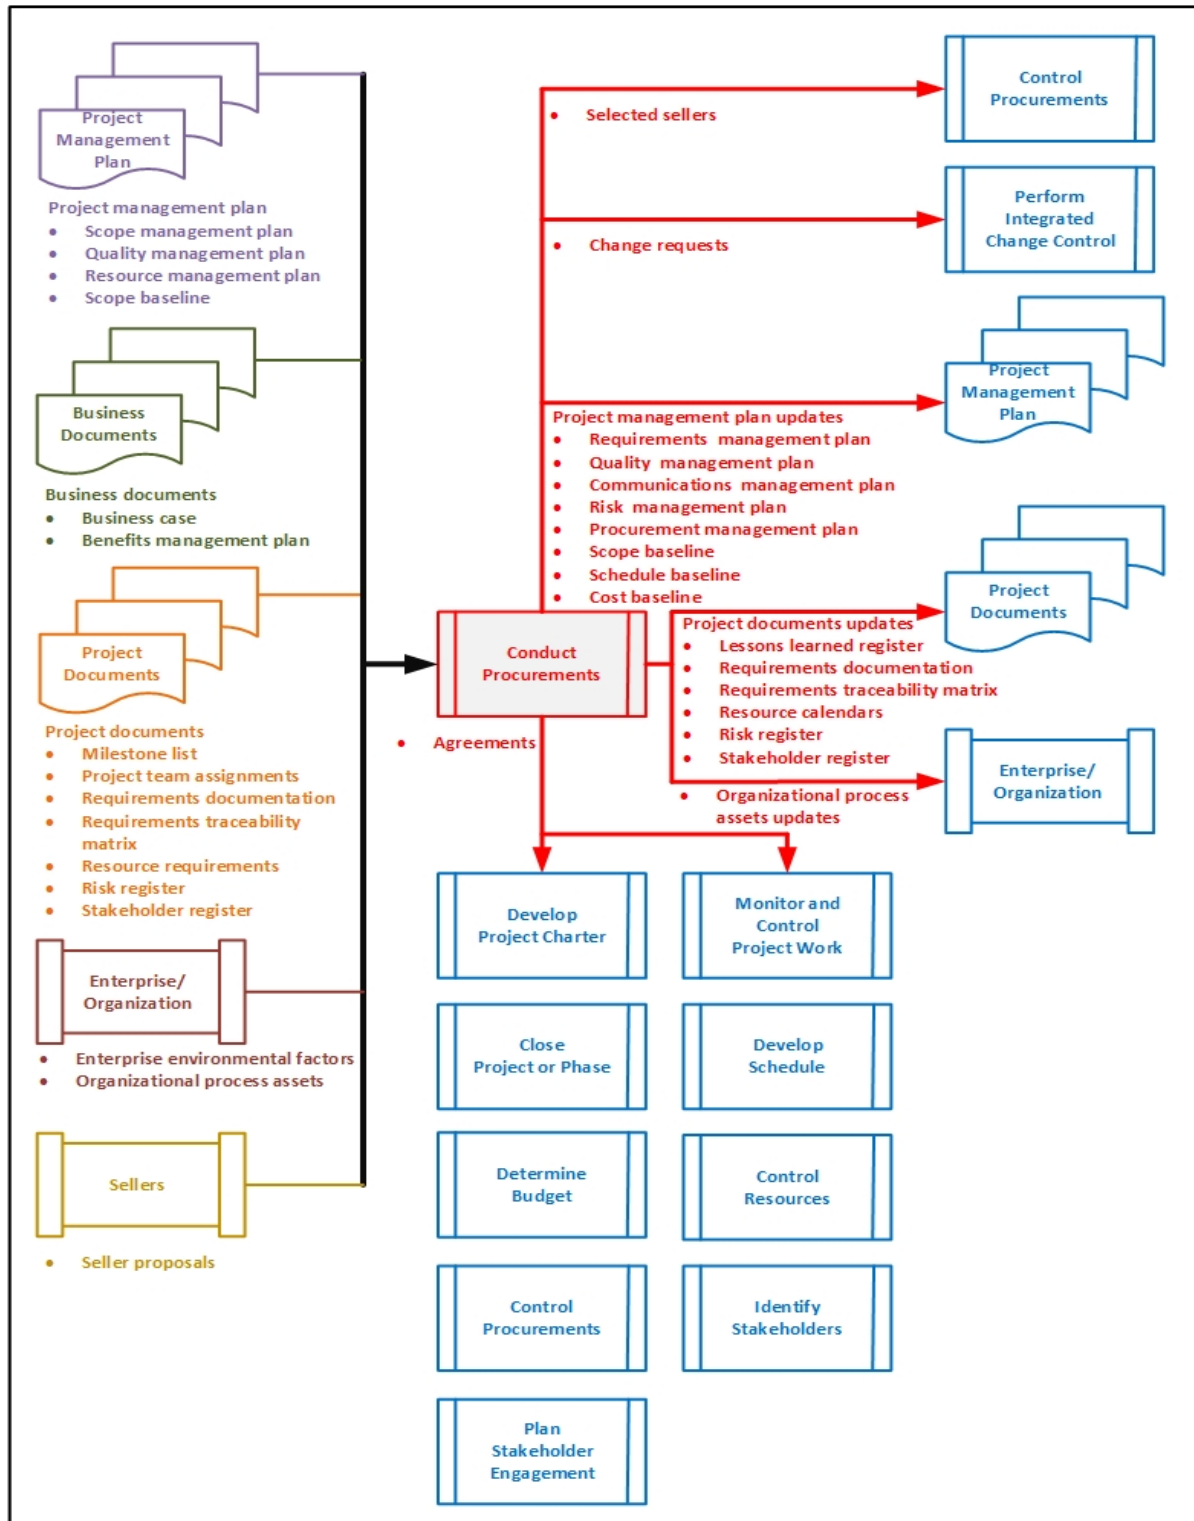 Project
Management
Plan
Project management plan
• Scope management plan
• Quality management plan
• Resource management plan
• Scope baseline
Business
Documents
Business documents
• Business case
• Benefits management plan
Project
Documents
Project documents
• Milestone list
• Project team assignments
• Requirements documentation
• Requirements traceability
matrix
• Resource requirements
• Risk register
• Stakeholder register
Enterprise/
Organization
• Enterprise environmental factors
• Organizational process assets
Sellers
• Seller proposals
Conduct
Procurements
• Selected sellers
Control
Procurements
• Change requests
Perform
Integrated
Change Control
Project management plan updates
• Requirements management plan
• Quality management plan
• Communications management plan
• Risk management plan
• Procurement management plan
• Scope baseline
• Schedule baseline
• Cost baseline
Project
Management
Plan
Project documents updates
• Lessons learned register
• Requirements documentation
• Requirements traceability matrix
• Resource calendars
• Risk register
• Stakeholder register
Project
Documents
• Organizational process
assets updates
Enterprise/
Organization
• Agreements
Develop
Project Charter
Monitor and
Control
Project Work
Close
Project or Phase
Develop
Schedule
Determine
Budget
Control
Resources
Control
Procurements
Identify
Stakeholders
Plan
Stakeholder
Engagement